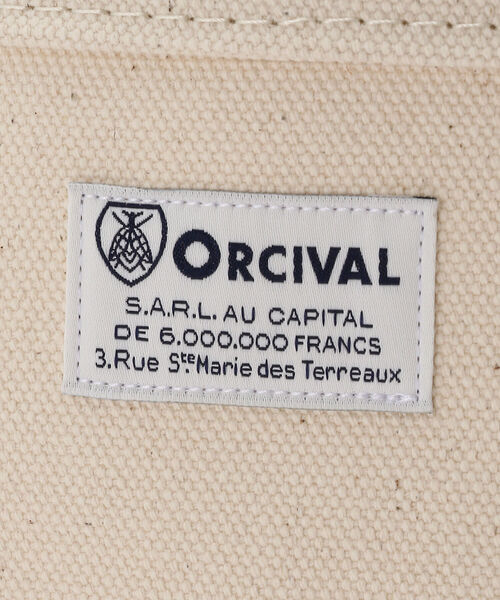 ORCIVAL
S.A.R.L. AU CAPITAL
DE 6.000.000 FRANCS
3.Rue Ste.Marie des Terreaux